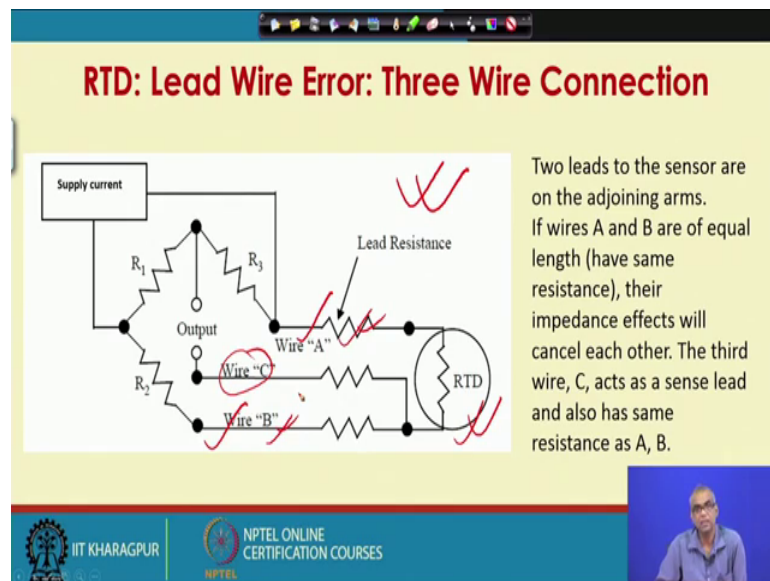 RTD: Lead Wire Error: Three Wire Connection
Supply current
R1
R3
Lead Resistance
Output
Wire "A"
Wire "C"
RTD
R2
Wire "B"
Two leads to the sensor are
on the adjoining arms.
If wires A and B are of equal
length (have same
resistance), their
impedance effects will
cancel each other. The third
wire, C, acts as a sense lead
and also has same
resistance as A, B.
IIT KHARAGPUR
NPTEL
NPTEL ONLINE
CERTIFICATION COURSES